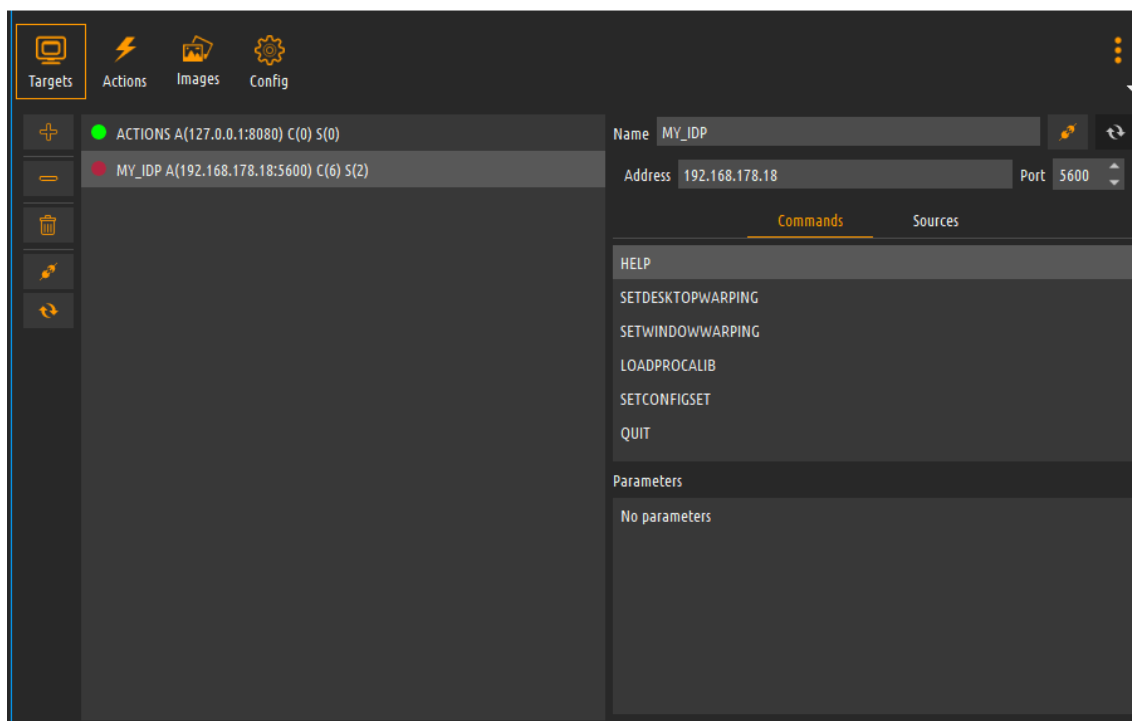 Targets Actions Images Config
ACTIONS A(127.0.0.1:8080) C(0) S(0)
MY_IDP A(192.168.178.18:5600) C(6) S(2)
Name MY_IDP
Address 192.168.178.18 Port 5600
Commands Sources
HELP
SETDESKTOPWARPING
SETWINDOWWARPING
LOADPROCALIB
SETCONFIGSET
QUIT
Parameters
No parameters